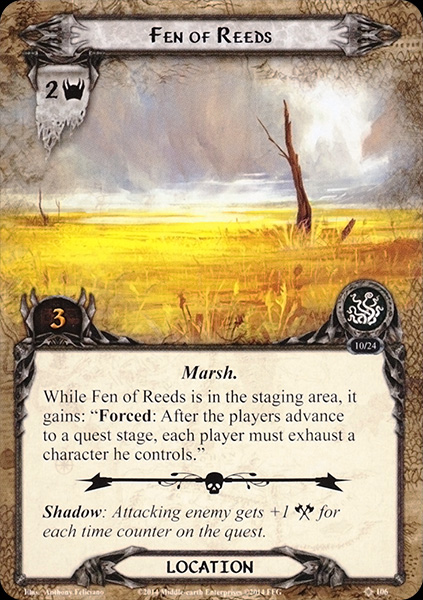 FEN OF REEDS
2
3
10/24
Marsh.
While Fen of Reeds is in the staging area, it
gains: “Forced: After the players advance
to a quest stage, each player must exhaust a
character he controls.”
Shadow: Attacking enemy gets +1 for
each time counter on the quest.
LOCATION
Illus. Anthony Feliciano ©2014 Middle-earth Enterprises ©2014 FFG 106